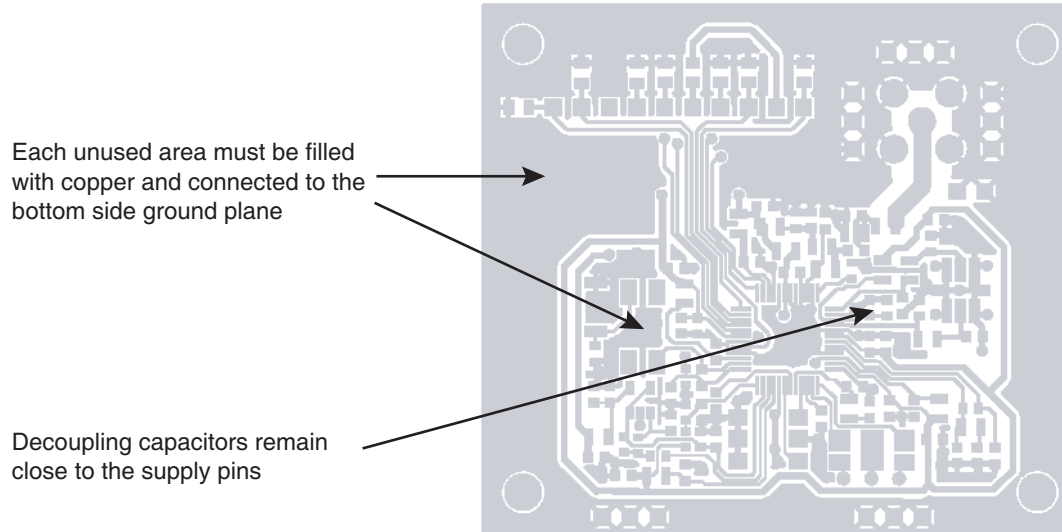 Each unused area must be filled
with copper and connected to the
bottom side ground plane
Decoupling capacitors remain
close to the supply pins